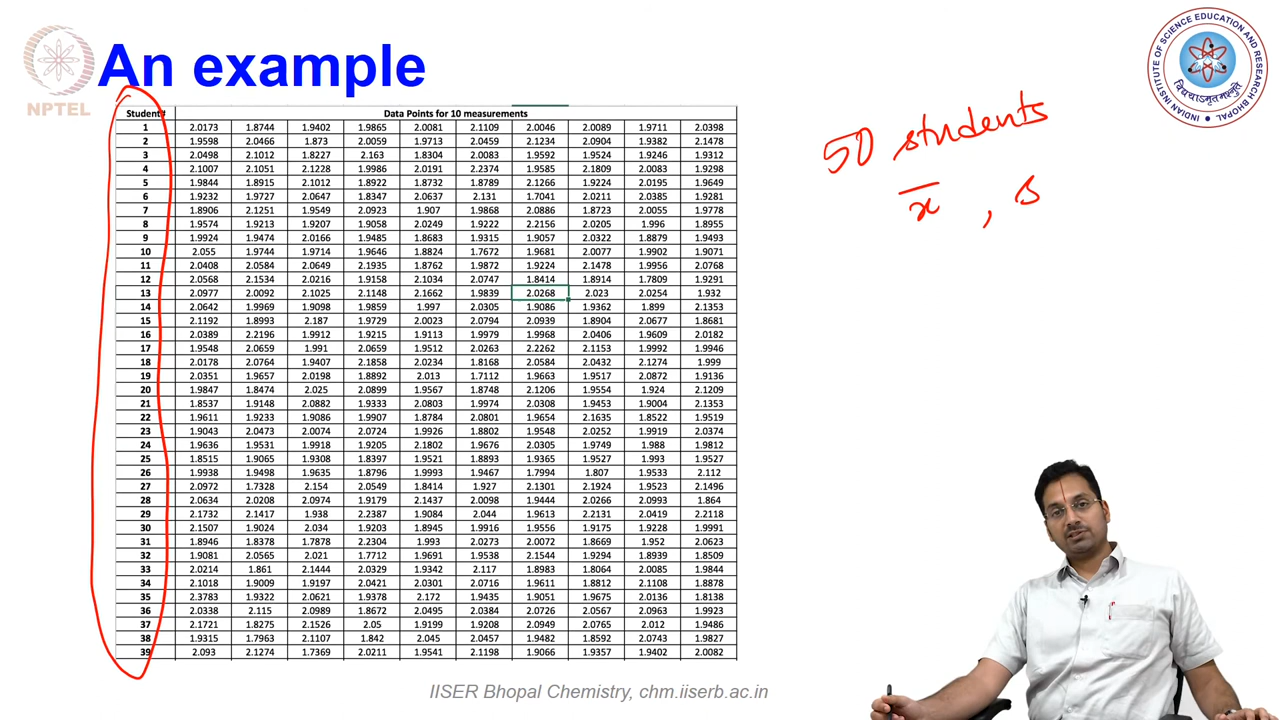 An example
NPTEL
INDIAN INSTITUTE OF SCIENCE EDUCATION AND RESEARCH BHOPAL
Student# Data Points for 10 measurements
1 2.0173 1.8744 1.9402 1.9865 2.0081 2.1109 2.0046 2.0089 1.9711 2.0398
2 1.9598 2.0466 1.873 2.0059 1.9713 2.0459 2.1234 2.0904 1.9382 2.1478
3 2.0498 2.1012 1.8227 2.163 1.8304 2.0083 1.9592 1.9524 1.9246 1.9312
4 2.1007 2.1051 2.1228 1.9986 2.0191 2.2374 1.9585 2.1809 2.0083 1.9298
5 1.9844 1.8915 2.1012 1.8922 1.8732 1.8789 2.1266 1.9224 2.0195 1.9649
6 1.9232 1.9727 2.0647 1.8347 2.0637 2.131 1.7041 2.0211 2.0385 1.9281
7 1.8906 2.1251 1.9549 2.0923 1.907 1.9868 2.0886 1.8723 2.0055 1.9778
8 1.9574 1.9213 1.9207 1.9058 2.0249 1.9222 2.2156 2.0205 1.996 1.8955
9 1.9924 1.9474 2.0166 1.9485 1.8683 1.9315 1.9057 2.0322 1.8879 1.9493
10 2.055 1.9744 1.9714 1.9646 1.8824 1.7672 1.9681 2.0077 1.9902 1.9071
11 2.0408 2.0584 2.0649 2.1935 1.8762 1.9872 1.9224 2.1478 1.9956 2.0768
12 2.0568 2.1534 2.0216 1.9158 2.1034 2.0747 1.8414 1.8914 1.7809 1.9291
13 2.0977 2.0092 2.1025 2.1148 2.1662 1.9839 2.0268 2.023 2.0254 1.932
14 2.0642 1.9969 1.9098 1.9859 1.997 2.0305 1.9086 1.9362 1.899 2.1353
15 2.1192 1.8993 2.187 1.9729 2.0023 2.0794 2.0939 1.8904 2.0677 1.8681
16 2.0389 2.2196 1.9912 1.9215 1.9113 1.9979 1.9968 2.0406 1.9609 2.0182
17 1.9548 2.0659 1.991 2.0659 1.9512 2.0263 2.2262 2.1153 1.9992 1.9946
18 2.0178 2.0764 1.9407 2.1858 2.0234 1.8168 2.0584 2.0432 2.1274 1.999
19 2.0351 1.9657 2.0198 1.8892 2.013 1.7112 1.9663 1.9517 2.0872 1.9136
20 1.9847 1.8474 2.025 2.0899 1.9567 1.8748 2.1206 1.9554 1.924 2.1209
21 1.8537 1.9148 2.0882 1.9333 2.0803 1.9974 2.0308 1.9453 1.9004 2.1353
22 1.9611 1.9233 1.9086 1.9907 1.8784 2.0801 1.9654 2.1635 1.8522 1.9519
23 1.9043 2.0473 2.0074 2.0724 1.9926 1.8802 1.9548 2.0252 1.9919 2.0374
24 1.9636 1.9531 1.9918 1.9205 2.1802 1.9676 2.0305 1.9749 1.988 1.9812
25 1.8515 1.9065 1.9308 1.8397 1.9521 1.8893 1.9365 1.9527 1.993 1.9527
26 1.9938 1.9498 1.9635 1.8796 1.9993 1.9467 1.7994 1.807 1.9533 2.112
27 2.0972 1.7328 2.154 2.0549 1.8414 1.927 2.1301 2.1924 1.9523 2.1496
28 2.0634 2.0208 2.0974 1.9179 2.1437 2.0098 1.9444 2.0266 2.0993 1.864
29 2.1732 2.1417 1.938 2.2387 1.9084 2.044 1.9613 2.2131 2.0419 2.2118
30 2.1507 1.9024 2.034 1.9203 1.8945 1.9916 1.9556 1.9175 1.9228 1.9991
31 1.8946 1.8378 1.7878 2.2304 1.993 2.0273 2.0072 1.8669 1.952 2.0623
32 1.9081 2.0565 2.021 1.7712 1.9691 1.9538 2.1544 1.9294 1.8939 1.8509
33 2.0214 1.861 2.1444 2.0329 1.9342 2.117 1.8983 1.8064 2.0085 1.9844
34 2.1018 1.9009 1.9197 2.0421 2.0301 2.0716 1.9611 1.8812 2.1108 1.8878
35 2.3783 1.9322 2.0621 1.9378 2.172 1.9435 1.9051 1.9675 2.0136 1.8138
36 2.0338 2.115 2.0989 1.8672 2.0495 2.0384 2.0726 2.0567 2.0963 1.9923
37 2.1721 1.8275 2.1526 2.05 1.9199 1.9208 2.0949 2.0765 2.012 1.9486
38 1.9315 1.7963 2.1107 1.842 2.045 2.0457 1.9482 1.8592 2.0743 1.9827
39 2.093 2.1274 1.7369 2.0211 1.9541 2.1198 1.9066 1.9357 1.9402 2.0082
50 students
x̅ , s
IISER Bhopal Chemistry, chm.iiserb.ac.in